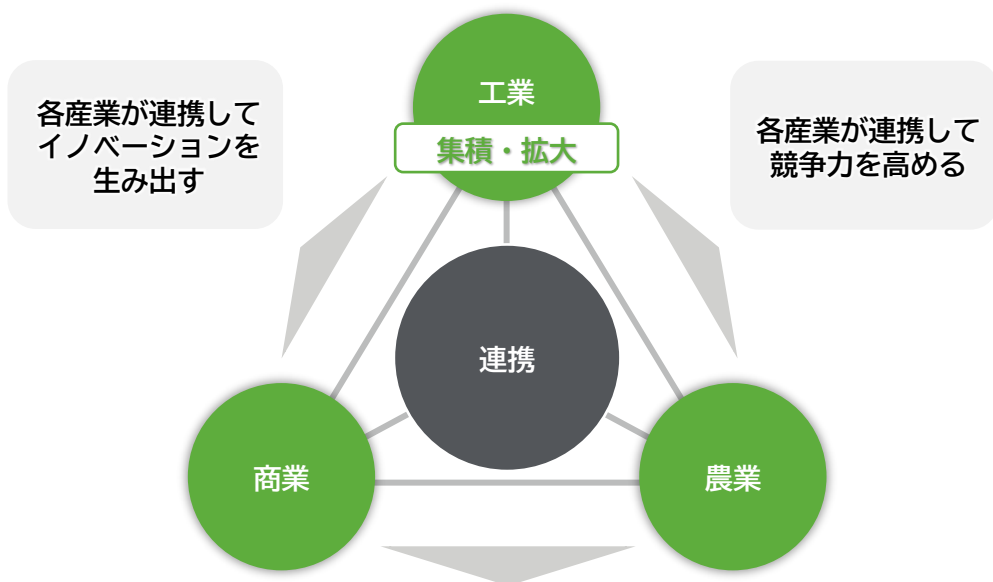 工業
集積・拡大
各産業が連携して
イノベーションを
生み出す
各産業が連携して
競争力を高める
連携
商業
農業